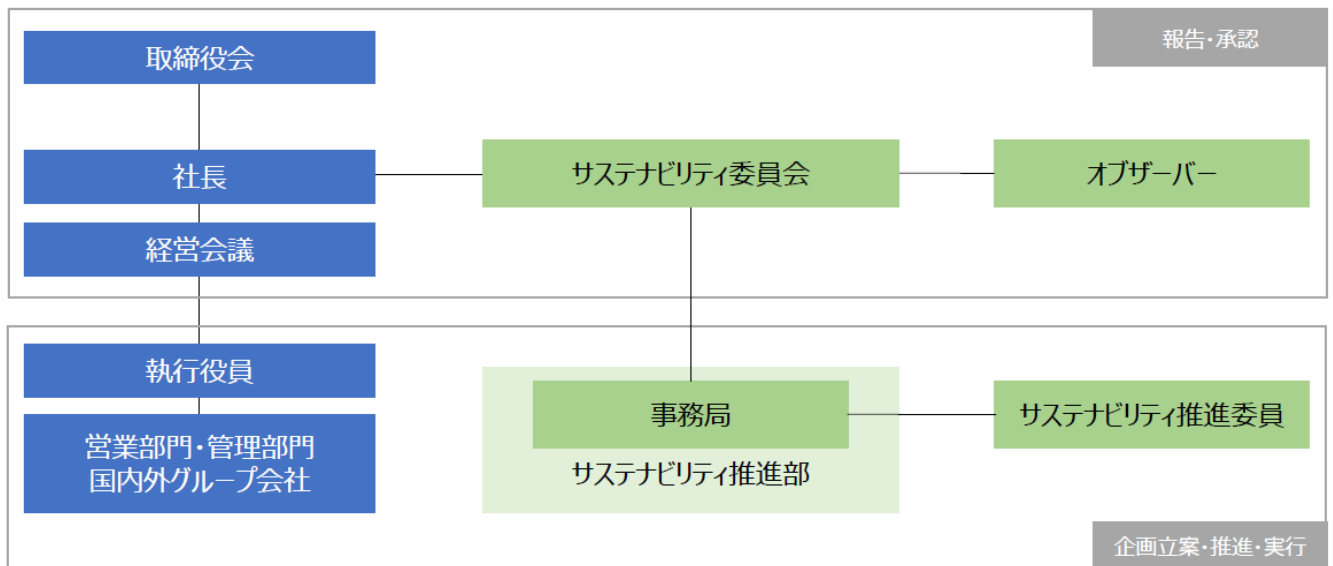 報告・承認
取締役会
社長
サステナビリティ委員会
オブザーバー
経営会議
執行役員
事務局
サステナビリティ推進委員
営業部門・管理部門
国内外グループ会社
サステナビリティ推進部
企画立案・推進・実行